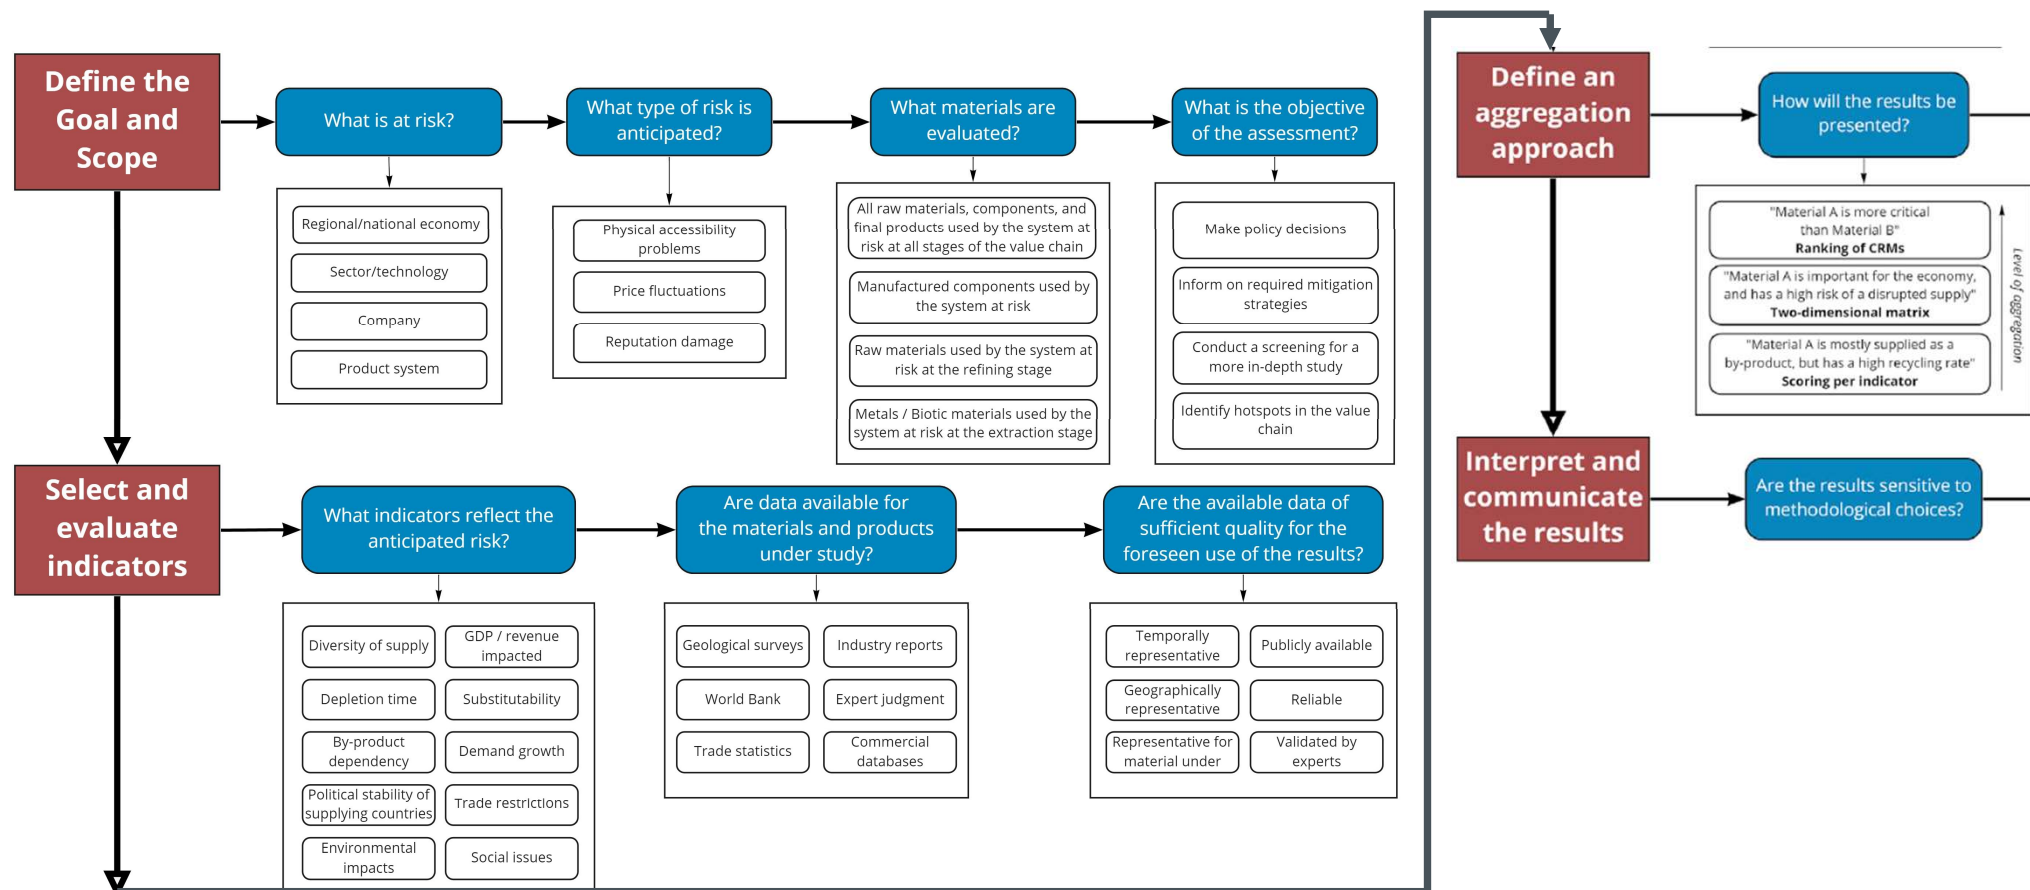 Define the
Goal and
Scope
What is at risk?
Regional/national economy
Sector/technology
Company
Product system
What type of risk is
anticipated?
Physical accessibility
problems
Price fluctuations
Reputation damage
What materials are
evaluated?
All raw materials, components, and
final products used by the system at
risk at all stages of the value chain
Manufactured components used by
the system at risk
Raw materials used by the system at
risk at the refining stage
Metals / Biotic materials used by the
system at risk at the extraction stage
What is the objective
of the assessment?
Make policy decisions
Inform on required mitigation
strategies
Conduct a screening for a
more in-depth study
Identify hotspots in the value
chain
Select and
evaluate
indicators
What indicators reflect the
anticipated risk?
Diversity of supply
GDP / revenue
impacted
Depletion time
Substitutability
By-product
dependency
Demand growth
Political stability of
supplying countries
Trade restrictions
Environmental
impacts
Social issues
Are data available for
the materials and products
under study?
Geological surveys
Industry reports
World Bank
Expert judgment
Trade statistics
Commercial
databases
Are the available data of
sufficient quality for the
foreseen use of the results?
Temporally
representative
Publicly available
Geographically
representative
Reliable
Representative for
material under
Validated by
experts
Define an
aggregation
approach
How will the results be
presented?
"Material A is more critical
than Material B"
Ranking of CRMs
"Material A is important for the economy,
and has a high risk of a disrupted supply"
Two-dimensional matrix
"Material A is mostly supplied as a
by-product, but has a high recycling rate"
Scoring per indicator
Level of aggregation
Interpret and
communicate
the results
Are the results sensitive to
methodological choices?